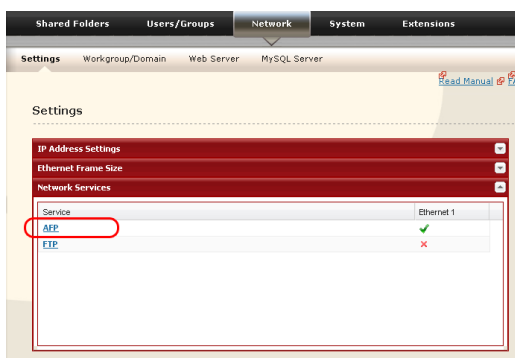 Shared Folders Users/Groups Network System Extensions
Settings Workgroup/Domain Web Server MySQL Server
Read Manual
Settings
IP Address Settings
Ethernet Frame Size
Network Services
Service Ethernet 1
AFP
FTP